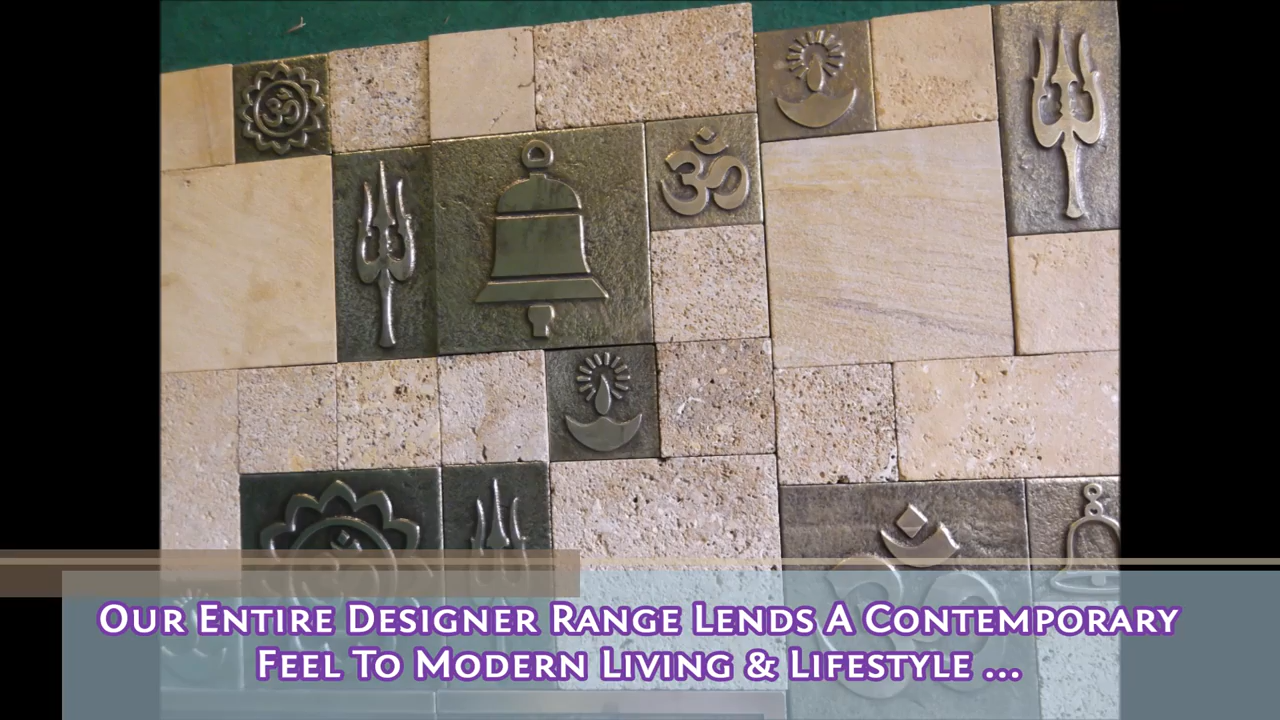 Our Entire Designer Range Lends A Contemporary
Feel To Modern Living & Lifestyle ...